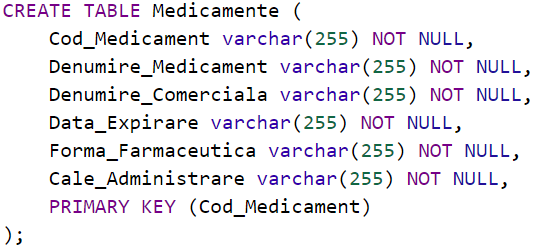 CREATE TABLE Medicamente (
    Cod_Medicament varchar(255) NOT NULL,
    Denumire_Medicament varchar(255) NOT NULL,
    Denumire_Comerciala varchar(255) NOT NULL,
    Data_Expirare varchar(255) NOT NULL,
    Forma_Farmaceutica varchar(255) NOT NULL,
    Cale_Administrare varchar(255) NOT NULL,
    PRIMARY KEY (Cod_Medicament)
);